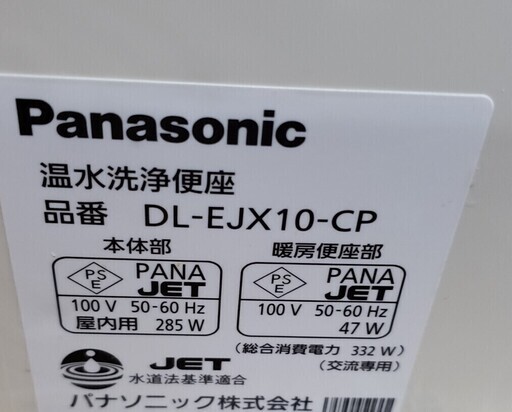 Panasonic
温水洗浄便座
品番 DL-EJX10-CP
本体部 暖房便座部
PS E PANA JET PS E PANA JET
100 V 50-60 Hz 100 V 50-60 Hz
屋内用 285 W 47 W
(総合消費電力 332 W)
JET (交流専用)
水道法基準適合
パナソニック株式会社